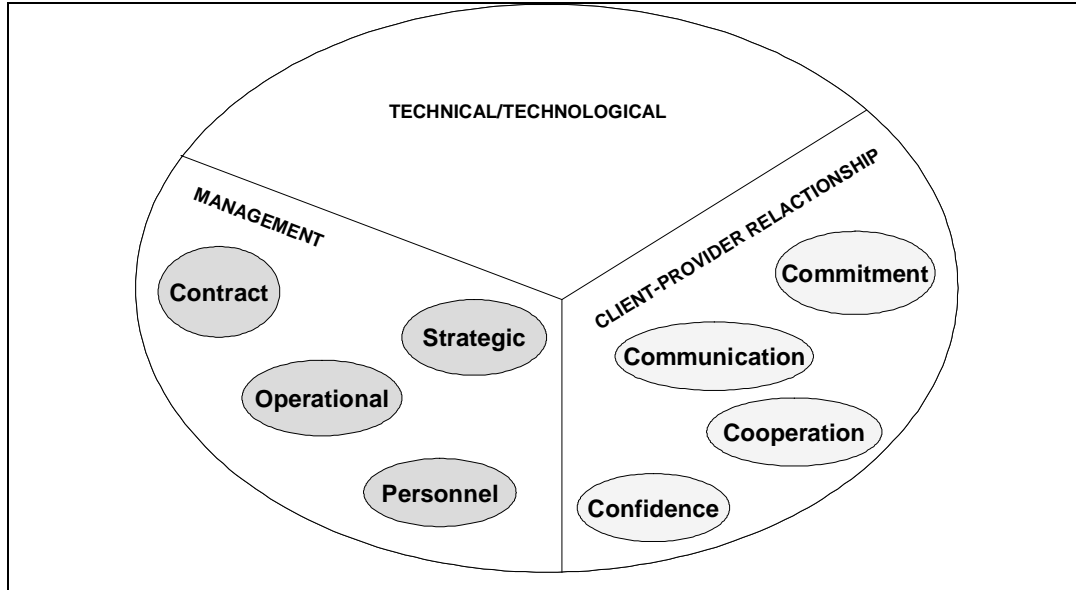 TECHNICAL/TECHNOLOGICAL
MANAGEMENT
Contract
Strategic
Operational
Personnel
CLIENT-PROVIDER RELACTIONSHIP
Commitment
Communication
Cooperation
Confidence